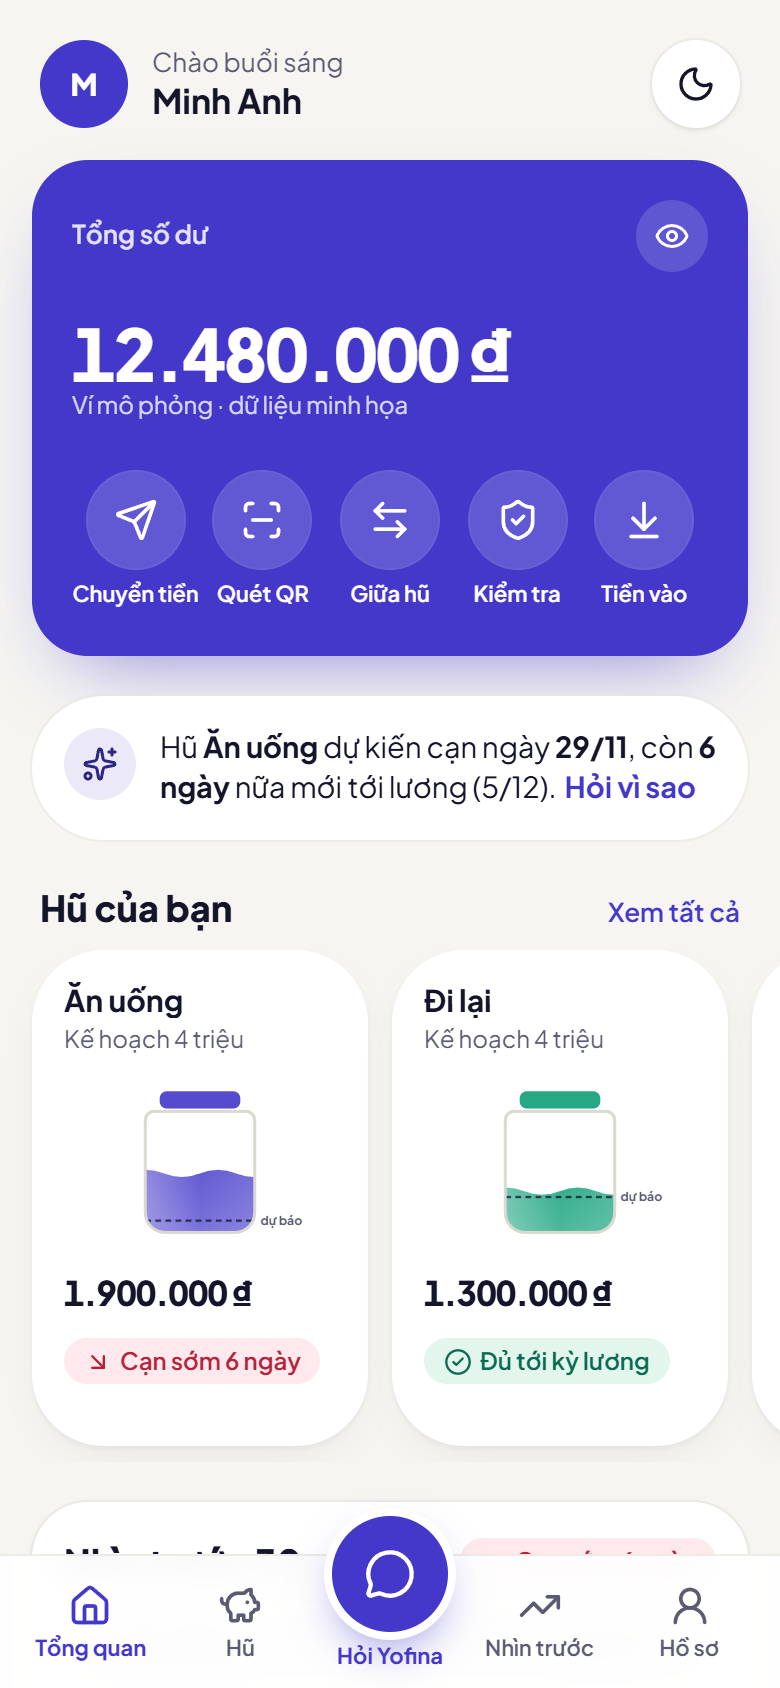 M
Chào buổi sáng
Minh Anh
Tổng số dư
12.480.000 ₫
Ví mô phỏng · dữ liệu minh họa
Chuyển tiền
Quét QR
Giữa hũ
Kiểm tra
Tiền vào
Hũ Ăn uống dự kiến cạn ngày 29/11, còn 6
ngày nữa mới tới lương (5/12). Hỏi vì sao
Hũ của bạn
Xem tất cả
Ăn uống
Kế hoạch 4 triệu
dự báo
1.900.000 ₫
Cạn sớm 6 ngày
Đi lại
Kế hoạch 4 triệu
dự báo
1.300.000 ₫
Đủ tới kỳ lương
Tổng quan
Hũ
Hỏi Yofina
Nhìn trước
Hồ sơ